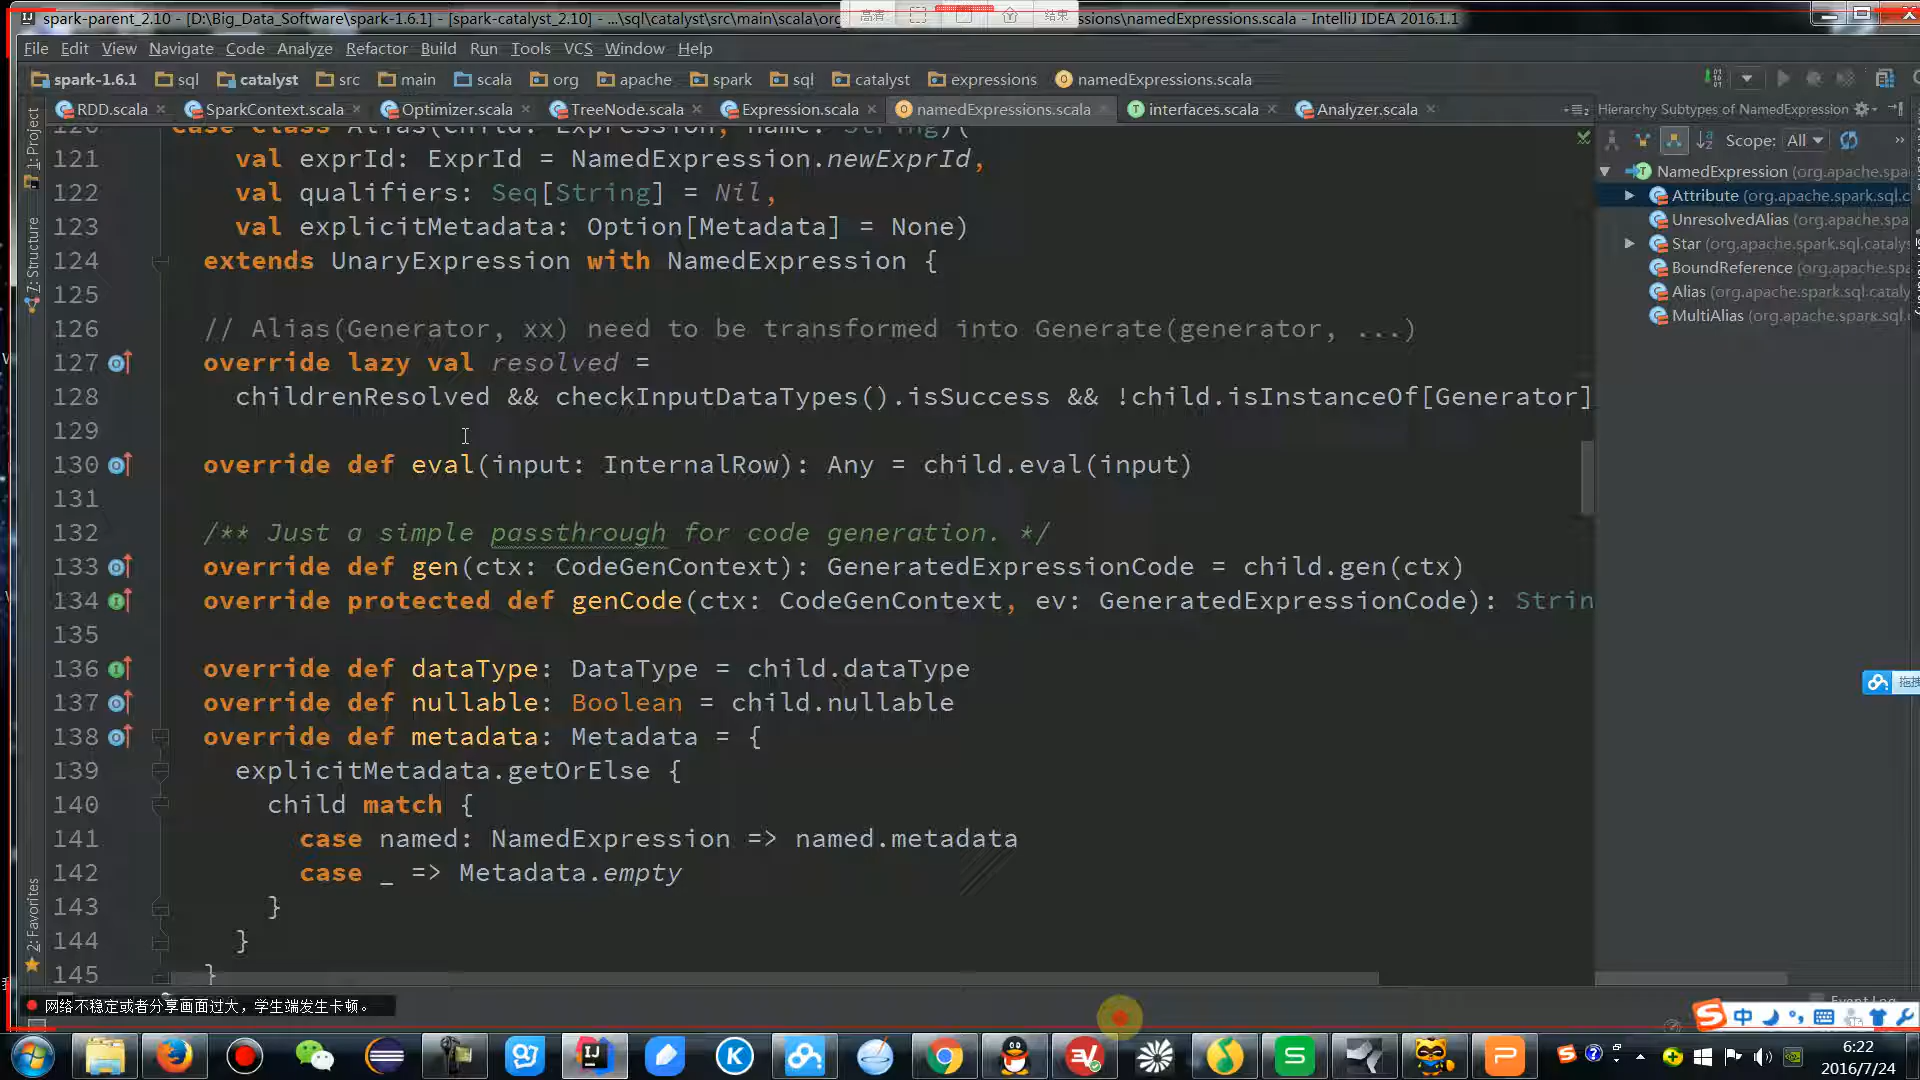 spark-parent_2.10 - [D:\Big_Data_Software\spark-1.6.1] - [spark-catalyst_2.10] - ...\sql\catalyst\src\main\scala\org
高清
结束
ssions\namedExpressions.scala - IntelliJ IDEA 2016.1.1
File Edit View Navigate Code Analyze Refactor Build Run Tools VCS Window Help
spark-1.6.1 sql catalyst src main scala org apache spark sql catalyst expressions namedExpressions.scala
RDD.scala SparkContext.scala Optimizer.scala TreeNode.scala Expression.scala namedExpressions.scala interfaces.scala Analyzer.scala
Hierarchy Subtypes of NamedExpression
Scope: All
1: Project
7: Structure
2: Favorites
120 case class Alias(child: Expression, name: String)(
121 val exprId: ExprId = NamedExpression.newExprId,
122 val qualifiers: Seq[String] = Nil,
123 val explicitMetadata: Option[Metadata] = None)
124 extends UnaryExpression with NamedExpression {
125
126 // Alias(Generator, xx) need to be transformed into Generate(generator, ...)
127 override lazy val resolved =
128 childrenResolved && checkInputDataTypes().isSuccess && !child.isInstanceOf[Generator]
129
130 override def eval(input: InternalRow): Any = child.eval(input)
131
132 /** Just a simple passthrough for code generation. */
133 override def gen(ctx: CodeGenContext): GeneratedExpressionCode = child.gen(ctx)
134 override protected def genCode(ctx: CodeGenContext, ev: GeneratedExpressionCode): Strin
135
136 override def dataType: DataType = child.dataType
137 override def nullable: Boolean = child.nullable
138 override def metadata: Metadata = {
139 explicitMetadata.getOrElse {
140 child match {
141 case named: NamedExpression => named.metadata
142 case _ => Metadata.empty
143 }
144 }
145 }
NamedExpression (org.apache.spa
Attribute (org.apache.spark.sql.c
UnresolvedAlias (org.apache.spa
Star (org.apache.spark.sql.cataly
BoundReference (org.apache.spa
Alias (org.apache.spark.sql.cataly
MultiAlias (org.apache.spark.sql.
拖拽
网络不稳定或者分享画面过大，学生端发生卡顿。
Event Log
中
6:22
2016/7/24